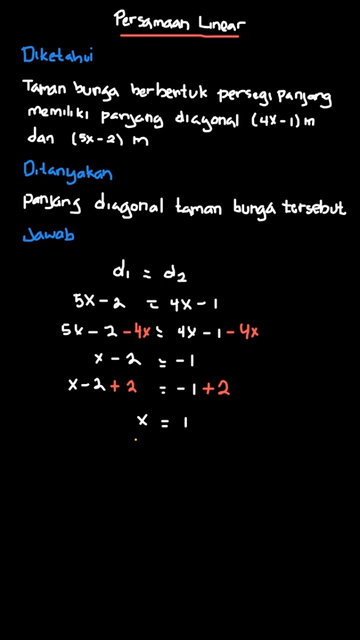 Persamaan Linear
Diketahui
Taman bunga berbentuk persegi panjang
memiliki panjang diagonal (4x-1) m
dan (5x-2) m
Ditanyakan
Panjang diagonal taman bunga tersebut
Jawab
d₁ = d₂
5x - 2 = 4x - 1
5x - 2 - 4x = 4x - 1 - 4x
x - 2 = -1
x - 2 + 2 = -1 + 2
x = 1